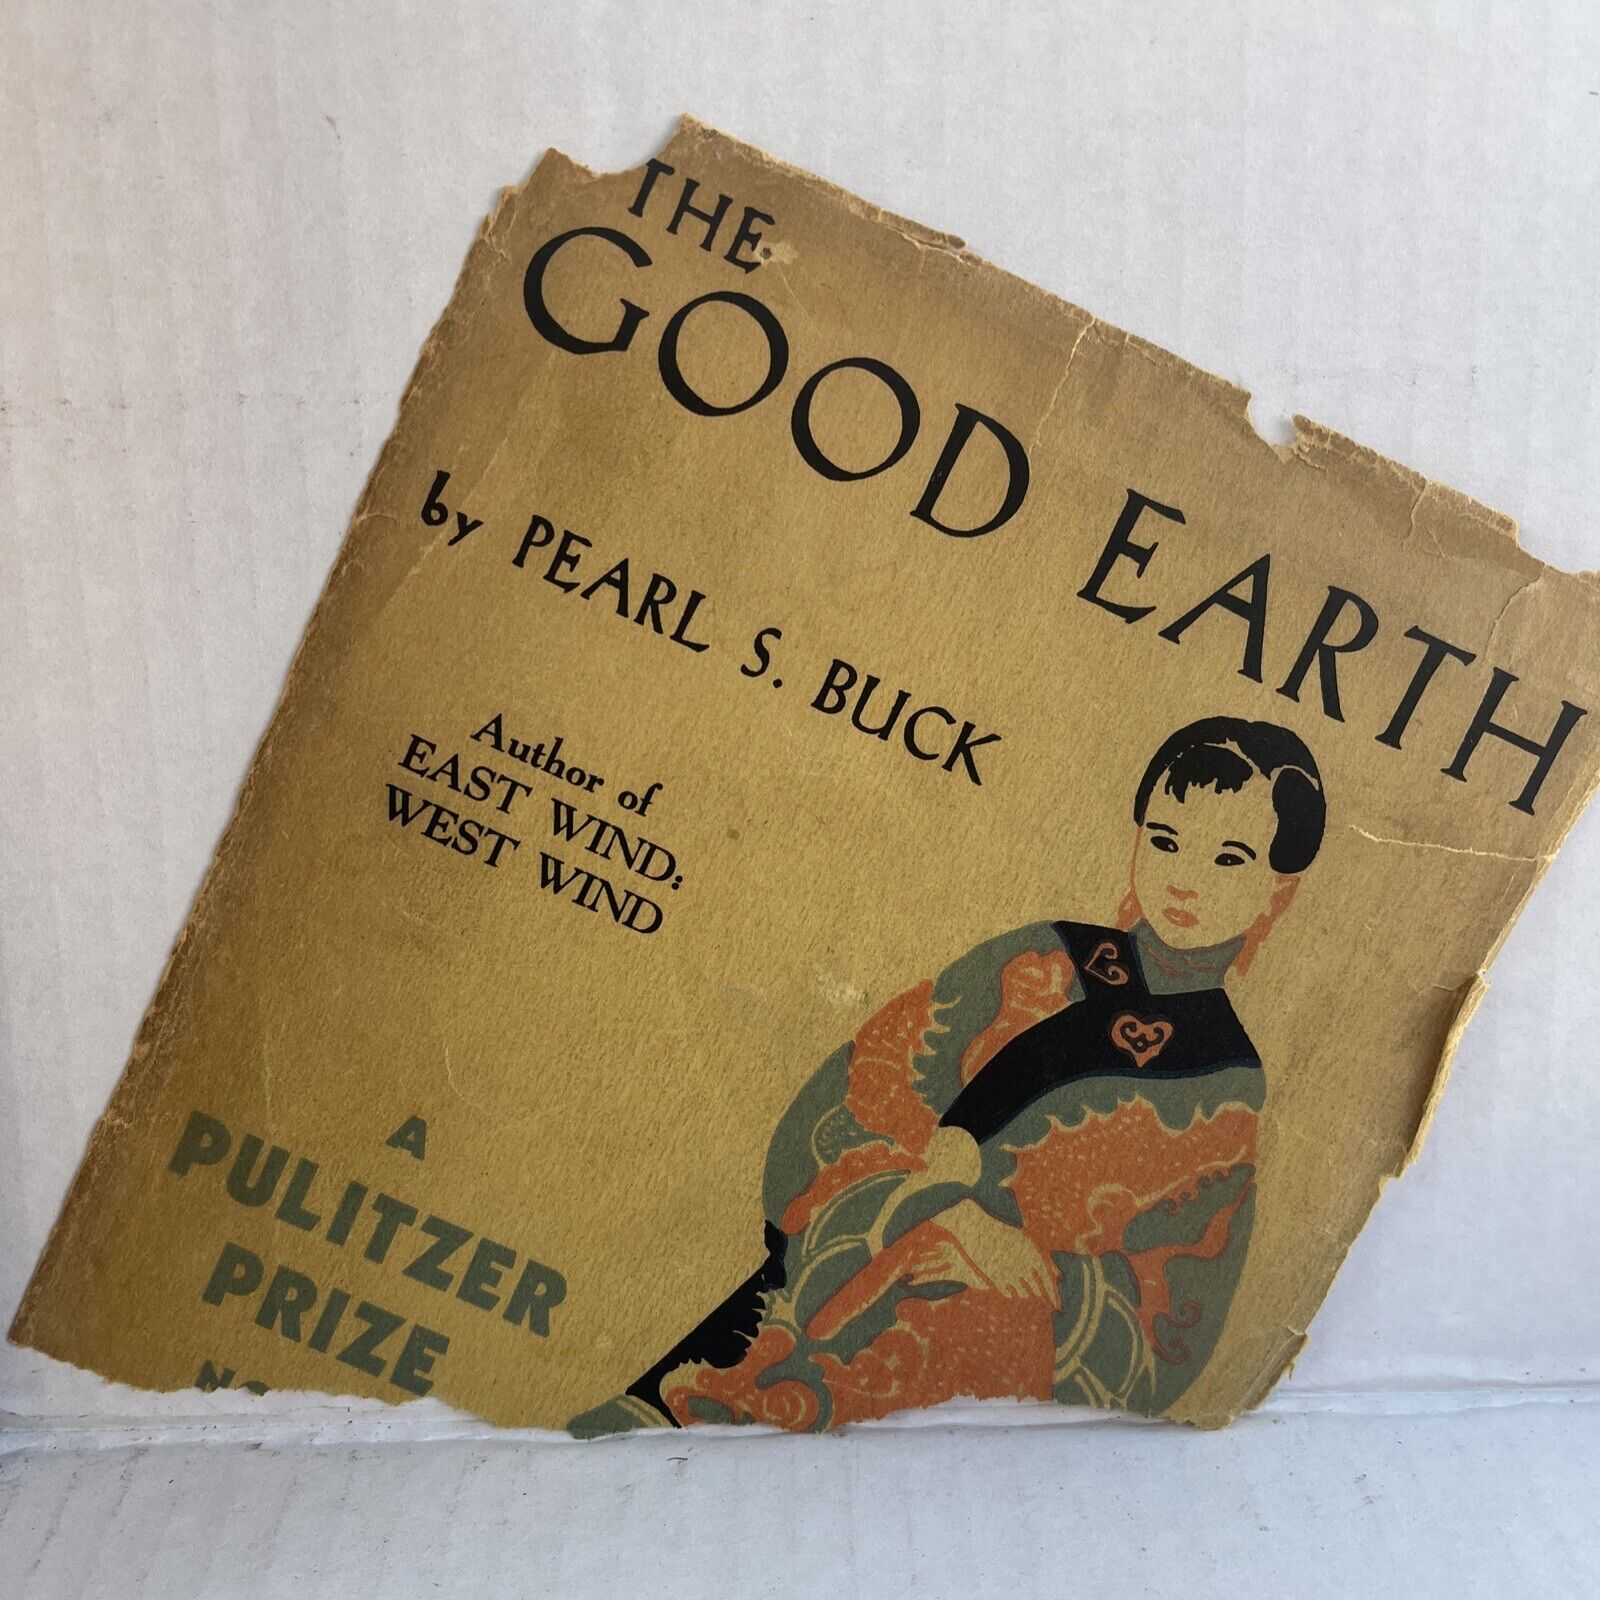 THE
GOOD EARTH
by PEARL S. BUCK
Author of
EAST WIND:
WEST WIND
A
PULITZER
PRIZE